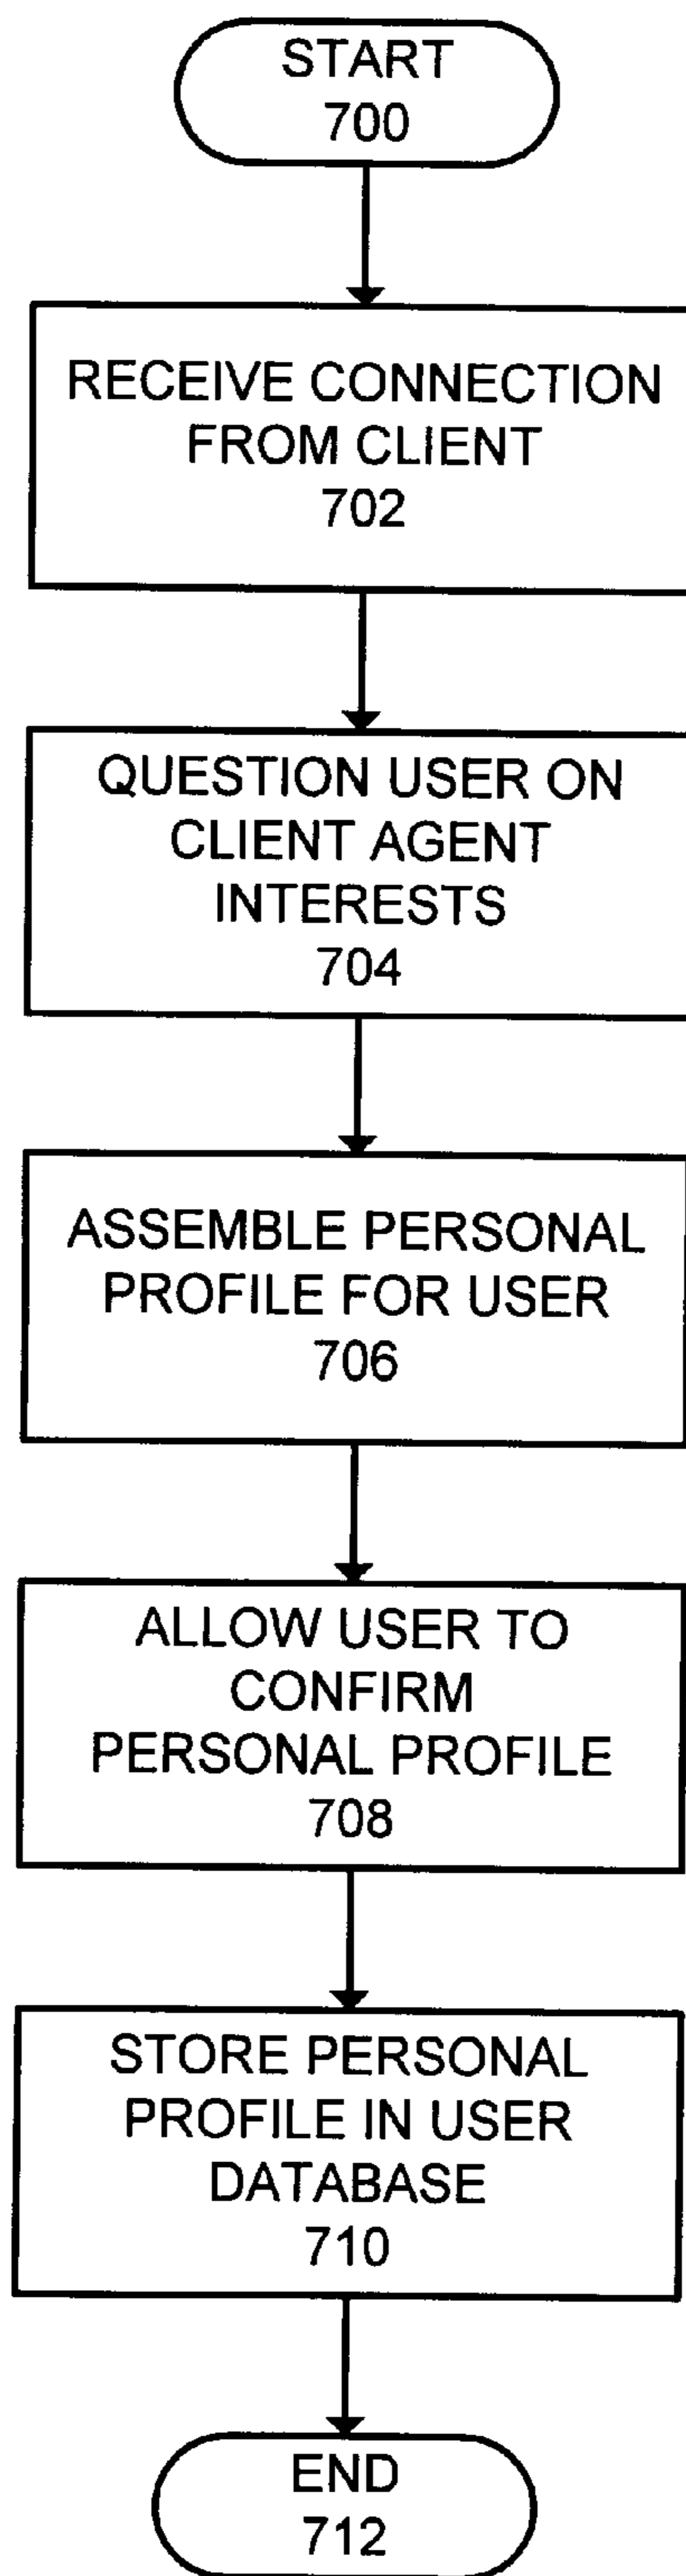 START
700
RECEIVE CONNECTION
FROM CLIENT
702
QUESTION USER ON
CLIENT AGENT
INTERESTS
704
ASSEMBLE PERSONAL
PROFILE FOR USER
706
ALLOW USER TO
CONFIRM
PERSONAL PROFILE
708
STORE PERSONAL
PROFILE IN USER
DATABASE
710
END
712